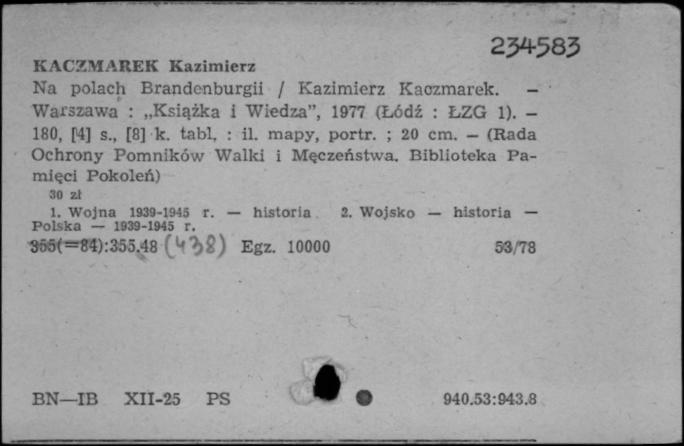 234583
KACZMAREK Kazimierz
Na polach Brandenburgii / Kazimierz Kaczmarek. —
Warszawa : „Książka i Wiedza”, 1977 (Łódź : ŁZG 1). —
180, [4] s., [8] k. tabl. : il. mapy, portr. ; 20 cm. — (Rada
Ochrony Pomników Walki i Męczeństwa. Biblioteka Pa-
mięci Pokoleń)
30 zł
1. Wojna 1939-1945 r. — historia 2. Wojsko — historia —
Polska — 1939-1945 r.
355(=84):355.48 (438) Egz. 10000 53/78
BN—IB XII-25 PS 940.53:943.8